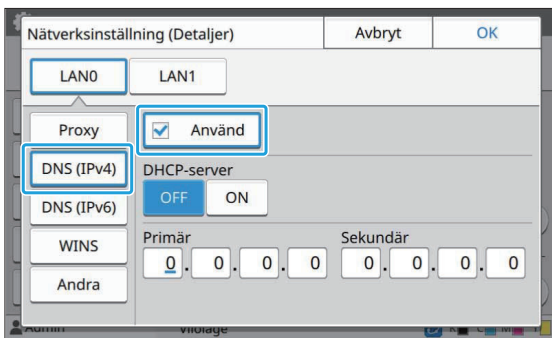 Nätverksinställning (Detaljer) Avbryt OK
LAN0 LAN1
Proxy
Använd
DNS (IPv4)
DHCP-server
OFF ON
DNS (IPv6)
WINS
Primär Sekundär
0. 0. 0. 0 0. 0. 0. 0
Andra
Admin Viloläge